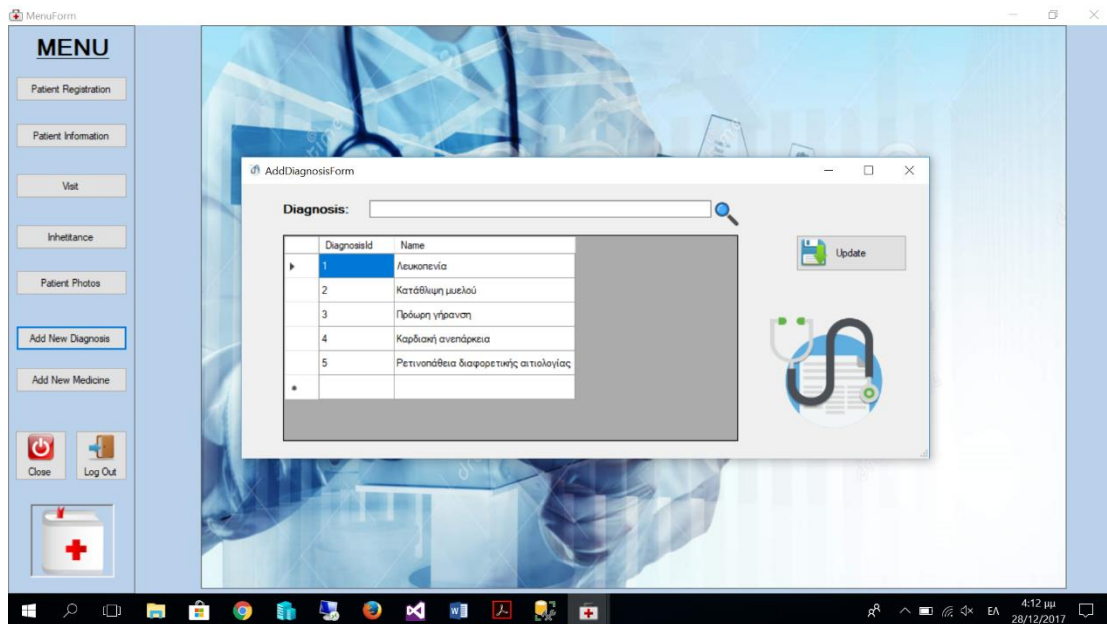 MenuForm
MENU
Patient Registration
Patient Information
Visit
Inhetitance
Patient Photos
Add New Diagnosis
Add New Medicine
Close
Log Out
AddDiagnosisForm
Diagnosis:
Update
DiagnosisId Name
1 Λευκοπενία
2 Κατάθλιψη μυελού
3 Πρόωρη γήρανση
4 Καρδιακή ανεπάρκεια
5 Ρετινοπάθεια διαφορετικής αιτιολογίας
ΕΛ
4:12 μμ
28/12/2017